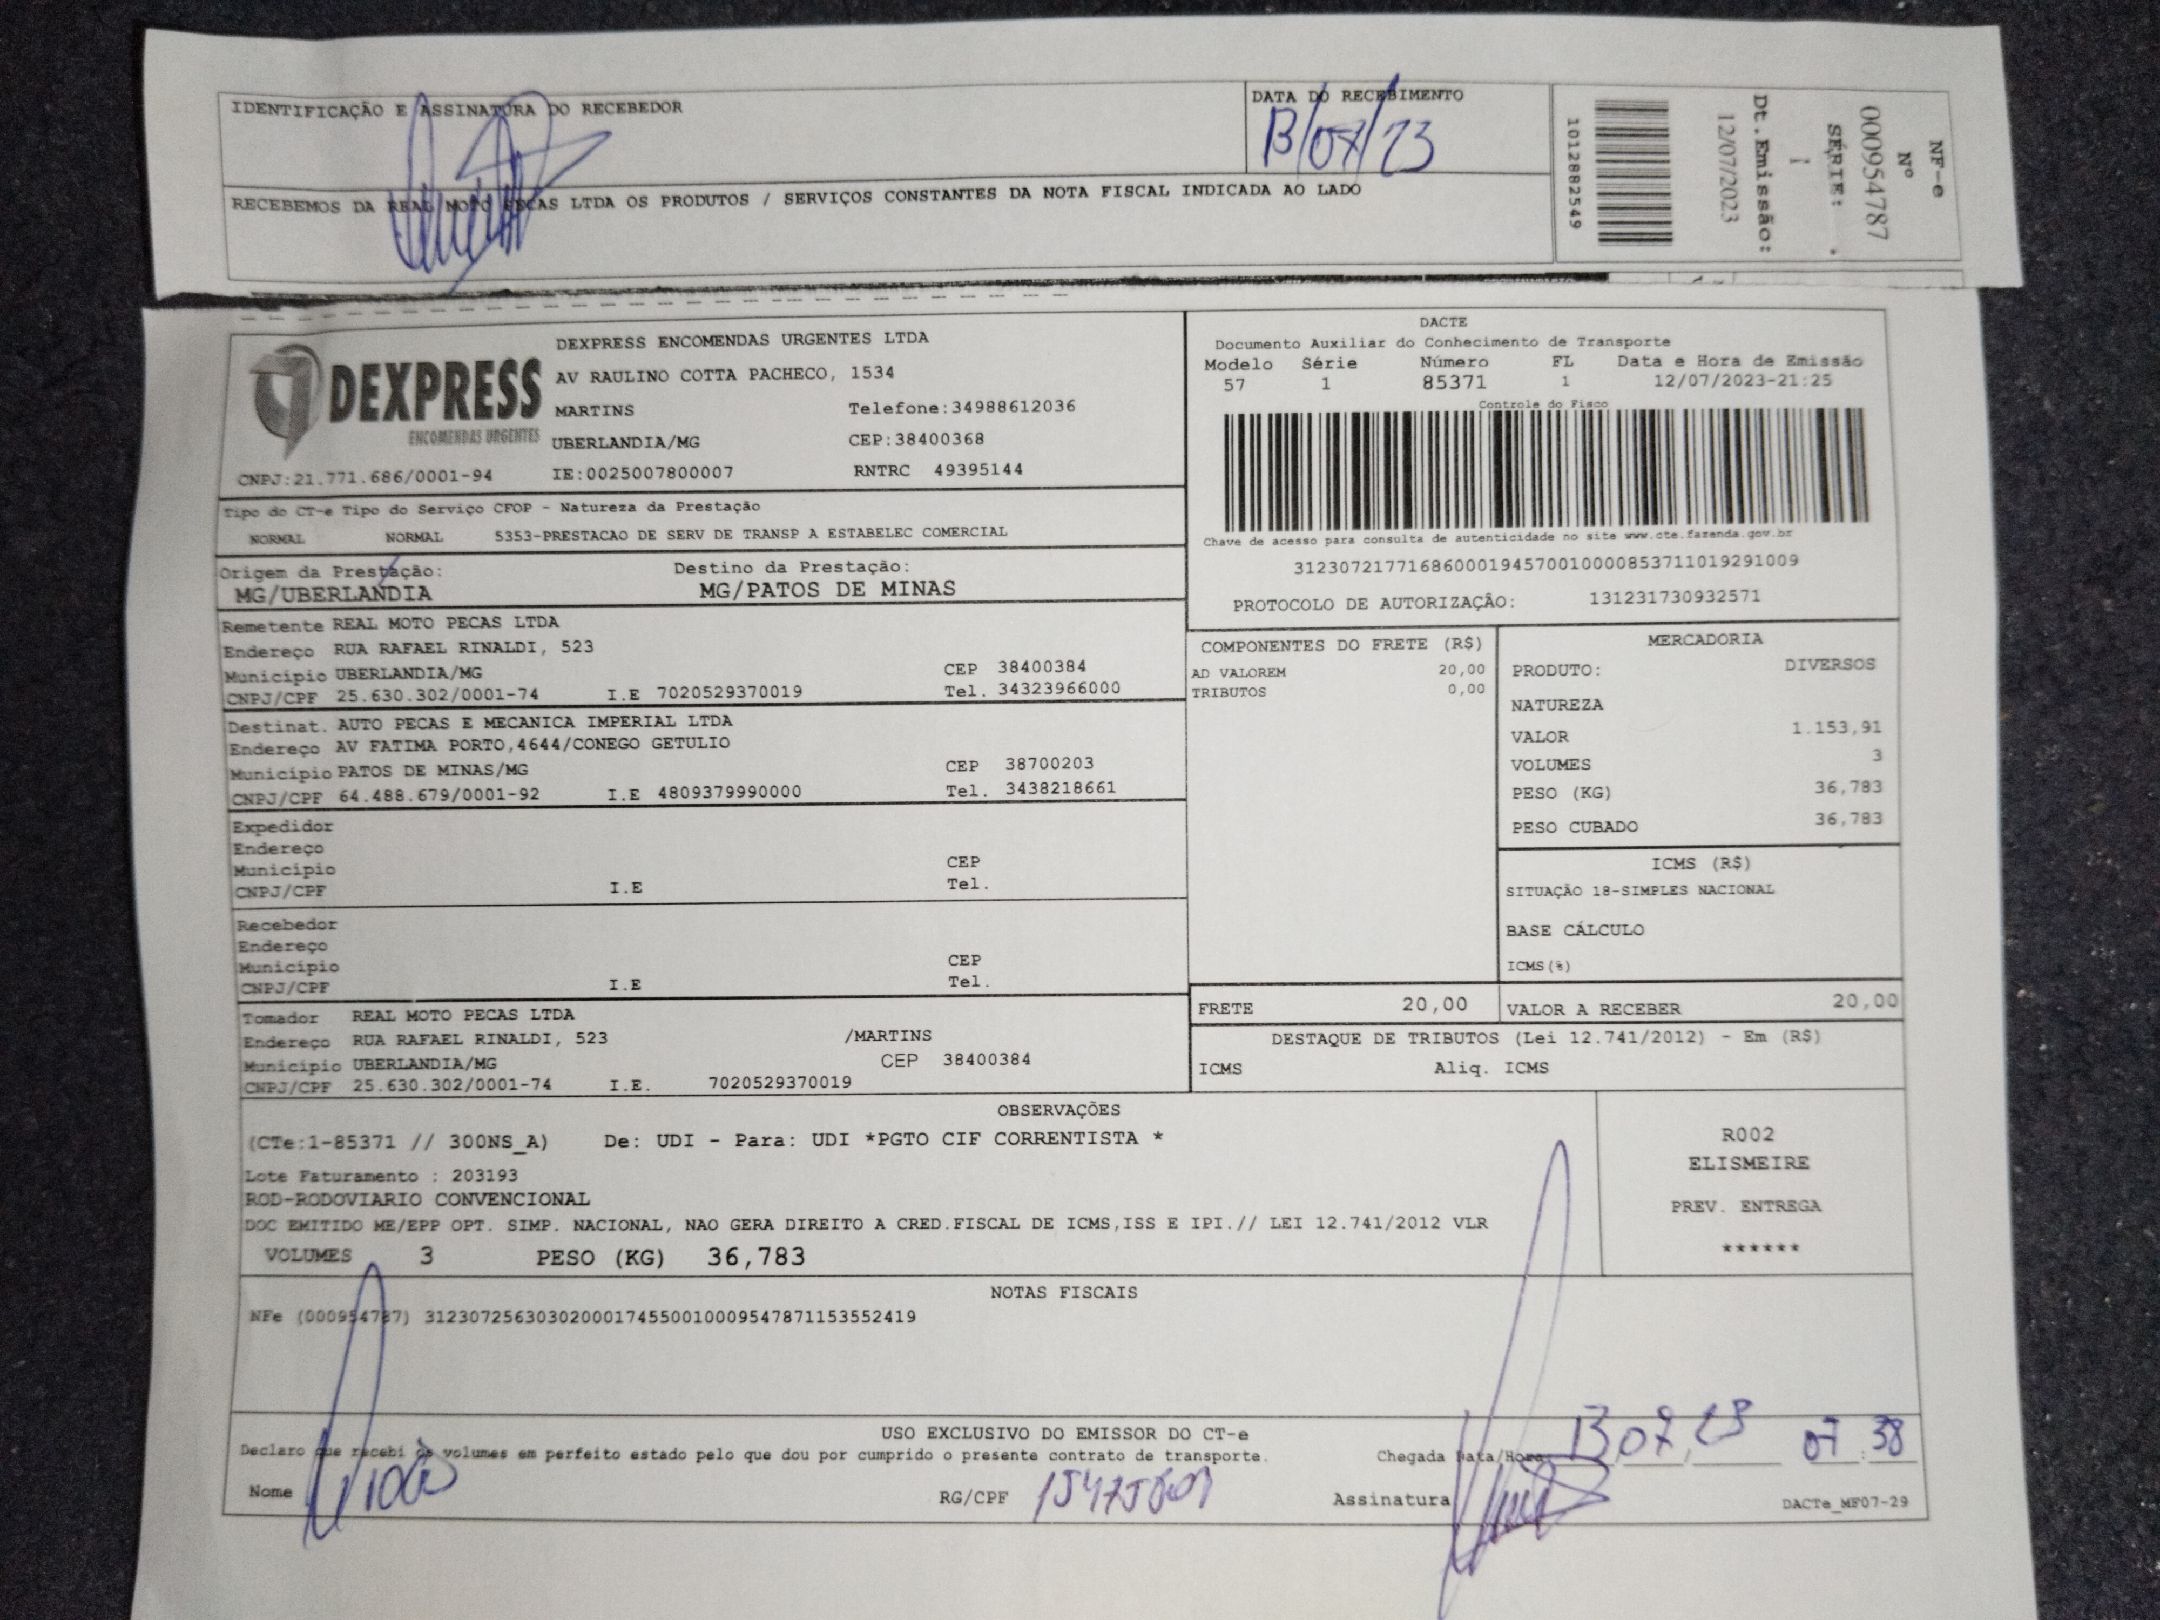 IDENTIFICAÇÃO E ASSINATURA DO RECEBEDOR
DATA DO RECEBIMENTO
13/07/23
RECEBEMOS DA REAL MOTO PECAS LTDA OS PRODUTOS / SERVIÇOS CONSTANTES DA NOTA FISCAL INDICADA AO LADO
NF-e
Nº
000954787
SÉRIE:
1
Dt.Emissão:
12/07/2023
1012882549
DEXPRESS
ENCOMENDAS URGENTES
DEXPRESS ENCOMENDAS URGENTES LTDA
AV RAULINO COTTA PACHECO, 1534
MARTINS Telefone:34988612036
UBERLANDIA/MG CEP:38400368
CNPJ:21.771.686/0001-94 IE:0025007800007 RNTRC 49395144
DACTE
Documento Auxiliar do Conhecimento de Transporte
Modelo Série Número FL Data e Hora de Emissão
57 1 85371 1 12/07/2023-21:25
Controle do Fisco
Chave de acesso para consulta de autenticidade no site www.cte.fazenda.gov.br
31230721771686000194570010000853711019291009
PROTOCOLO DE AUTORIZAÇÃO: 131231730932571
Tipo do CT-e Tipo do Serviço CFOP - Natureza da Prestação
NORMAL NORMAL 5353-PRESTACAO DE SERV DE TRANSP A ESTABELEC COMERCIAL
Origem da Prestação: Destino da Prestação:
MG/UBERLANDIA MG/PATOS DE MINAS
Remetente REAL MOTO PECAS LTDA
Endereço RUA RAFAEL RINALDI, 523
Município UBERLANDIA/MG CEP 38400384
CNPJ/CPF 25.630.302/0001-74 I.E 7020529370019 Tel. 34323966000
Destinat. AUTO PECAS E MECANICA IMPERIAL LTDA
Endereço AV FATIMA PORTO,4644/CONEGO GETULIO
Município PATOS DE MINAS/MG CEP 38700203
CNPJ/CPF 64.488.679/0001-92 I.E 4809379990000 Tel. 3438218661
Expedidor
Endereço
Município CEP
CNPJ/CPF I.E Tel.
Recebedor
Endereço
Município CEP
CNPJ/CPF I.E Tel.
Tomador REAL MOTO PECAS LTDA
Endereço RUA RAFAEL RINALDI, 523 /MARTINS
Município UBERLANDIA/MG CEP 38400384
CNPJ/CPF 25.630.302/0001-74 I.E. 7020529370019
COMPONENTES DO FRETE (R$)
AD VALOREM 20,00
TRIBUTOS 0,00
MERCADORIA
PRODUTO: DIVERSOS
NATUREZA
VALOR 1.153,91
VOLUMES 3
PESO (KG) 36,783
PESO CUBADO 36,783
ICMS (R$)
SITUAÇÃO 18-SIMPLES NACIONAL
BASE CÁLCULO
ICMS(%)
FRETE 20,00 VALOR A RECEBER 20,00
DESTAQUE DE TRIBUTOS (Lei 12.741/2012) - Em (R$)
ICMS Aliq. ICMS
OBSERVAÇÕES
(CTe:1-85371 // 300NS_A) De: UDI - Para: UDI *PGTO CIF CORRENTISTA *
Lote Faturamento : 203193
ROD-RODOVIARIO CONVENCIONAL
DOC EMITIDO ME/EPP OPT. SIMP. NACIONAL, NAO GERA DIREITO A CRED.FISCAL DE ICMS,ISS E IPI.// LEI 12.741/2012 VLR
VOLUMES 3 PESO (KG) 36,783
R002
ELISMEIRE
PREV. ENTREGA
******
NOTAS FISCAIS
NFe (000954787) 31230725630302000174550010009547871153552419
USO EXCLUSIVO DO EMISSOR DO CT-e
Declaro que recebi os volumes em perfeito estado pelo que dou por cumprido o presente contrato de transporte.
Chegada Data/Hora 13 07 23 07:38
Nome RG/CPF Assinatura
DACTe_MF07-29